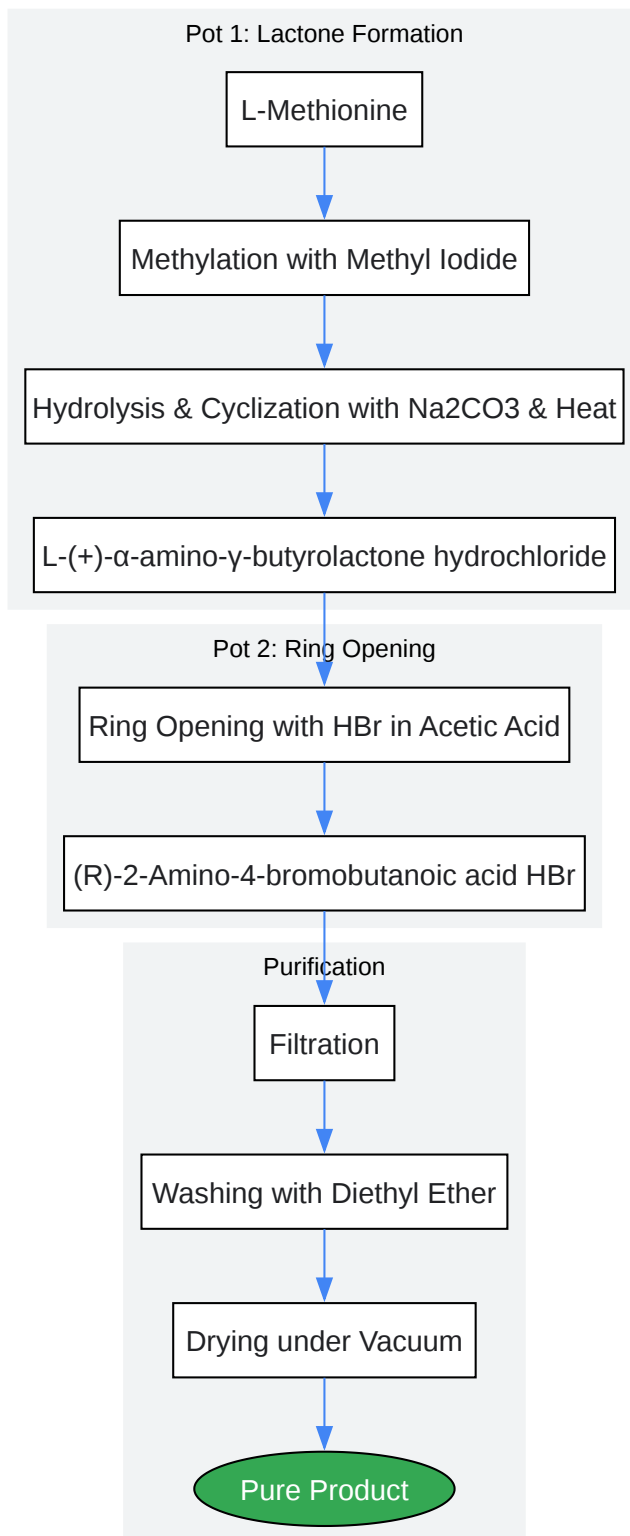 Pot 1: Lactone Formation
L-Methionine
Methylation with Methyl Iodide
Hydrolysis & Cyclization with Na2CO3 & Heat
L-(+)-α-amino-γ-butyrolactone hydrochloride
Pot 2: Ring Opening
Ring Opening with HBr in Acetic Acid
(R)-2-Amino-4-bromobutanoic acid HBr
Purification
Filtration
Washing with Diethyl Ether
Drying under Vacuum
Pure Product